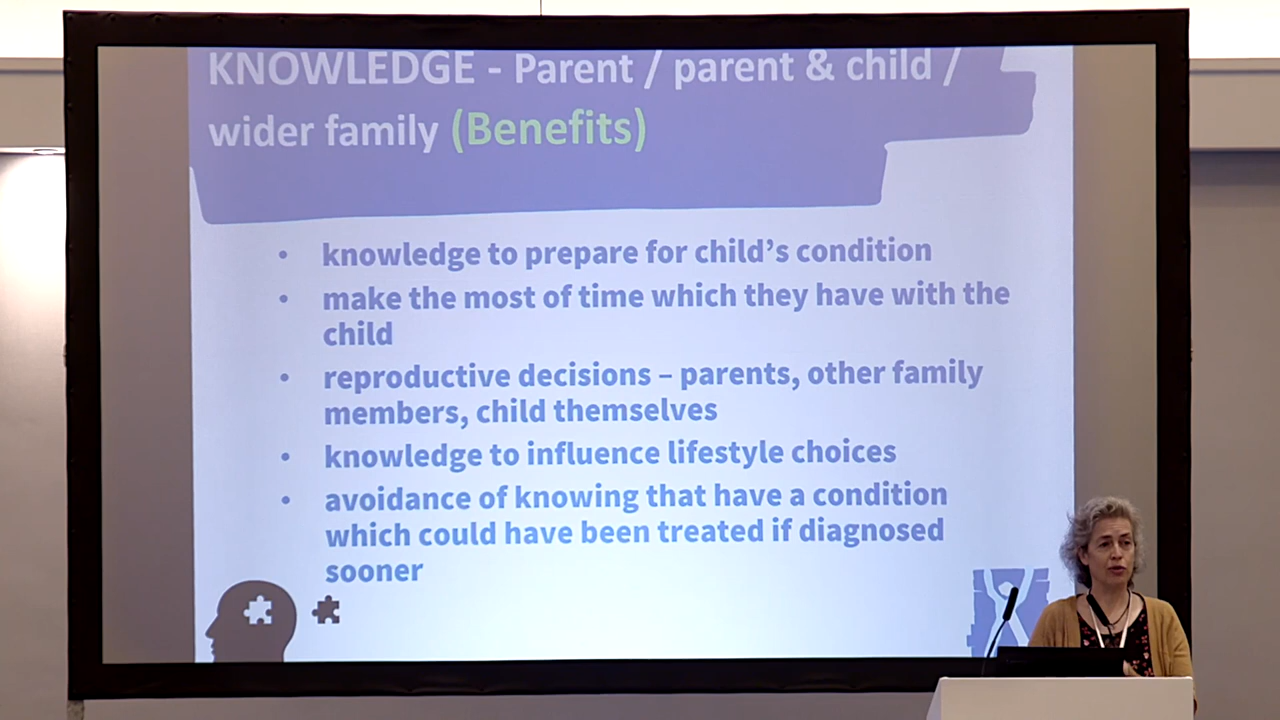 KNOWLEDGE - Parent / parent & child /
wider family (Benefits)
• knowledge to prepare for child’s condition
• make the most of time which they have with the
child
• reproductive decisions – parents, other family
members, child themselves
• knowledge to influence lifestyle choices
• avoidance of knowing that have a condition
which could have been treated if diagnosed
sooner